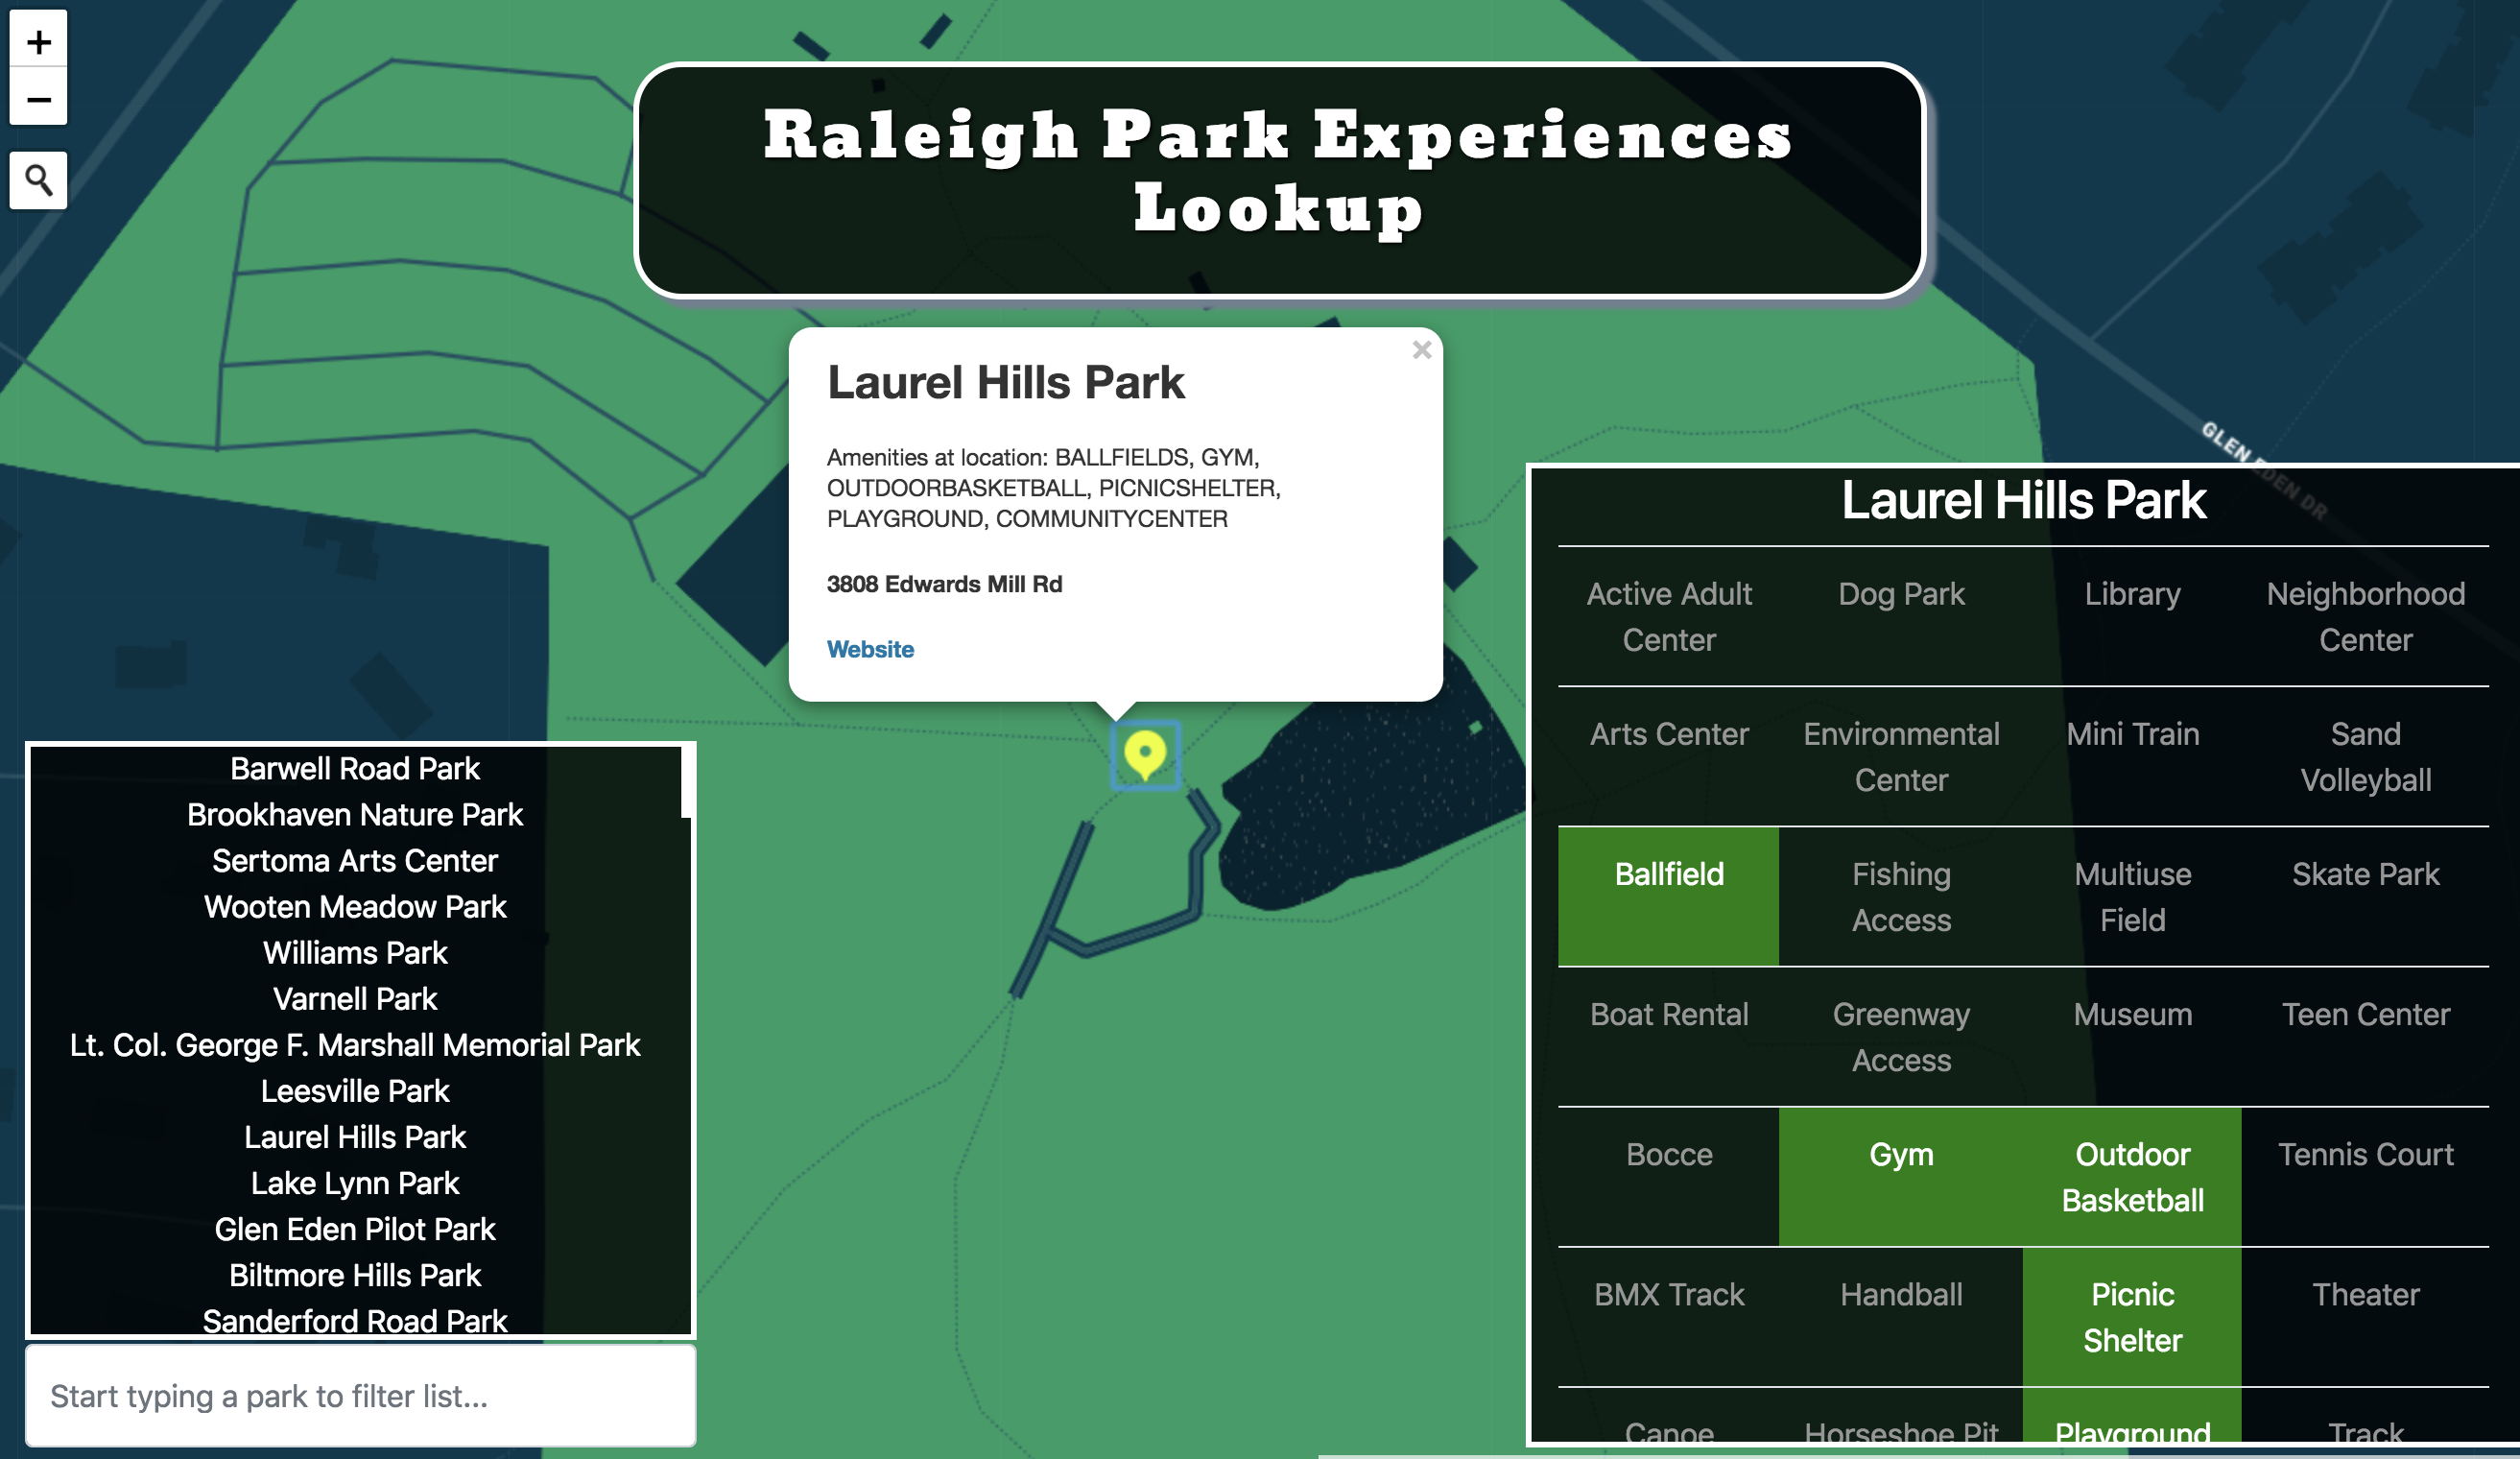 +
−
Raleigh Park Experiences
Lookup
Laurel Hills Park
×
Amenities at location: BALLFIELDS, GYM,
OUTDOORBASKETBALL, PICNICSHELTER,
PLAYGROUND, COMMUNITYCENTER
3808 Edwards Mill Rd
Website
GLEN EDEN DR
Barwell Road Park
Brookhaven Nature Park
Sertoma Arts Center
Wooten Meadow Park
Williams Park
Varnell Park
Lt. Col. George F. Marshall Memorial Park
Leesville Park
Laurel Hills Park
Lake Lynn Park
Glen Eden Pilot Park
Biltmore Hills Park
Sanderford Road Park
Start typing a park to filter list...
Laurel Hills Park
Active Adult Center Dog Park Library Neighborhood Center
Arts Center Environmental Center Mini Train Sand Volleyball
Ballfield Fishing Access Multiuse Field Skate Park
Boat Rental Greenway Access Museum Teen Center
Bocce Gym Outdoor Basketball Tennis Court
BMX Track Handball Picnic Shelter Theater
Canoe Horseshoe Pit Playground Track